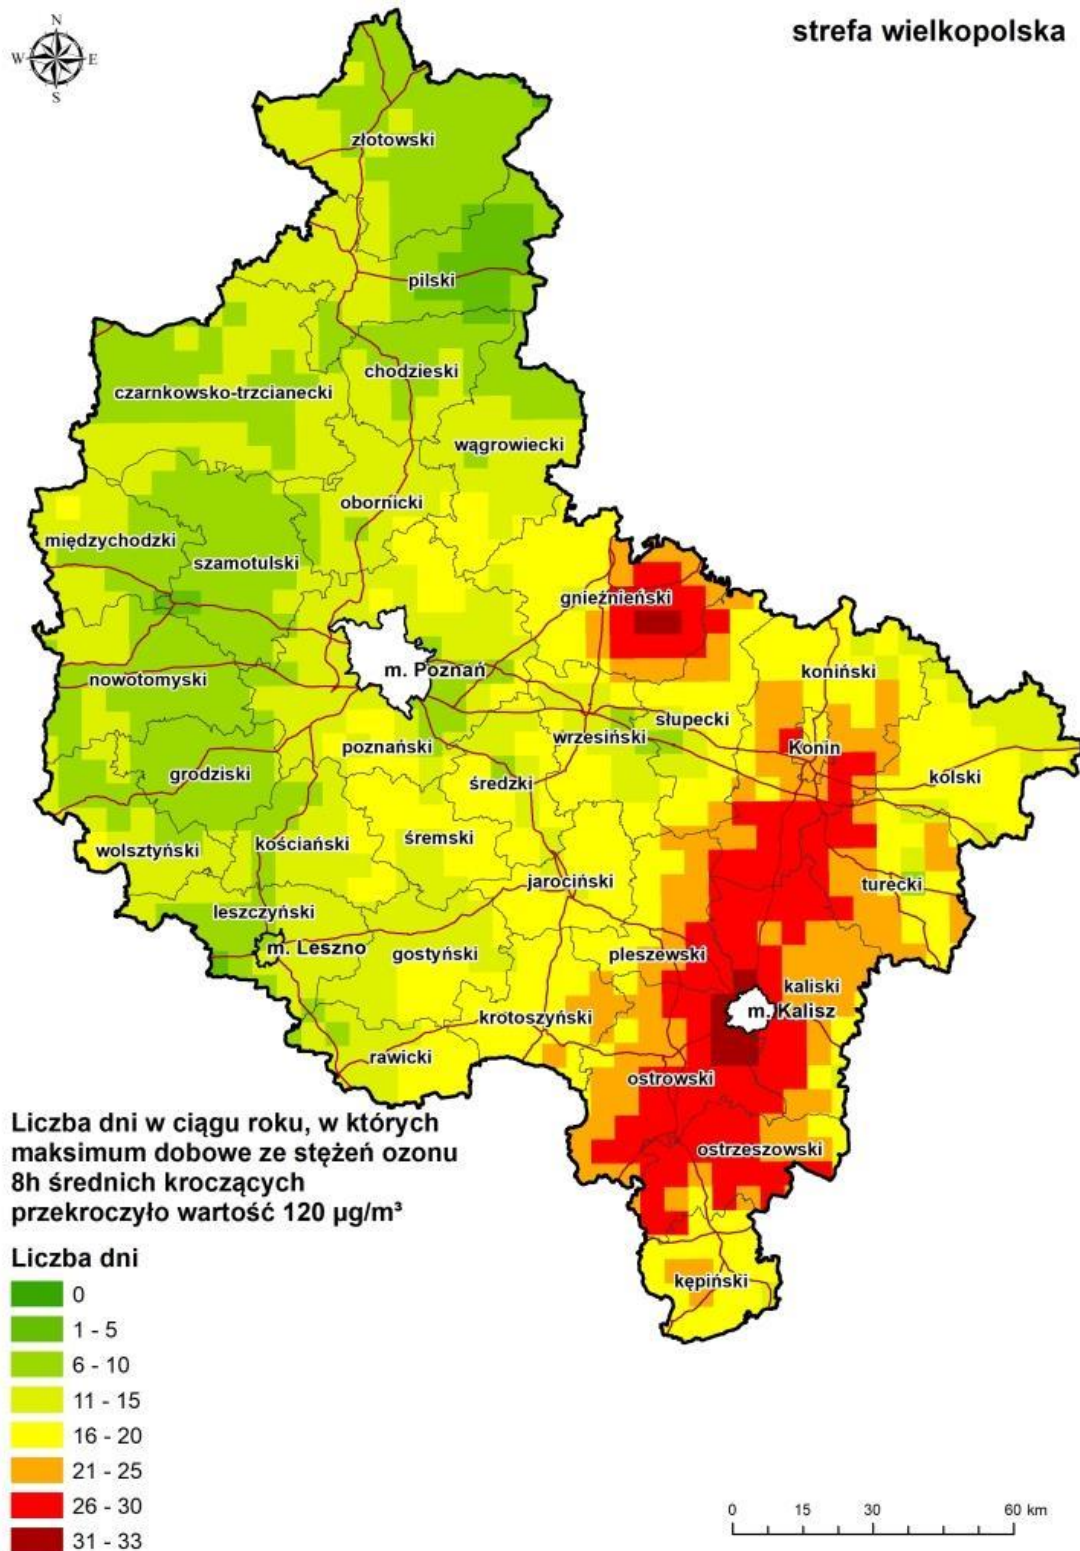 N
W E
S
strefa wielkopolska
złotowski
pilski
chodzieski
czarnkowsko-trzcianecki
wągrowiecki
obornicki
międzychodzki
szamotulski
gnieźnieński
m. Poznań
koniński
nowotomyski
słupecki
wrzesiński
poznański
Konin
grodziski
średzki
kolski
śremski
kościański
wolsztyński
jarociński
turecki
leszczyński
m. Leszno
gostyński
pleszewski
kaliski
m. Kalisz
krotoszyński
rawicki
ostrowski
ostrzeszowski
kępiński
Liczba dni w ciągu roku, w których
maksimum dobowe ze stężeń ozonu
8h średnich kroczących
przekroczyło wartość 120 µg/m³
Liczba dni
0
1 - 5
6 - 10
11 - 15
16 - 20
21 - 25
26 - 30
31 - 33
0 15 30 60 km